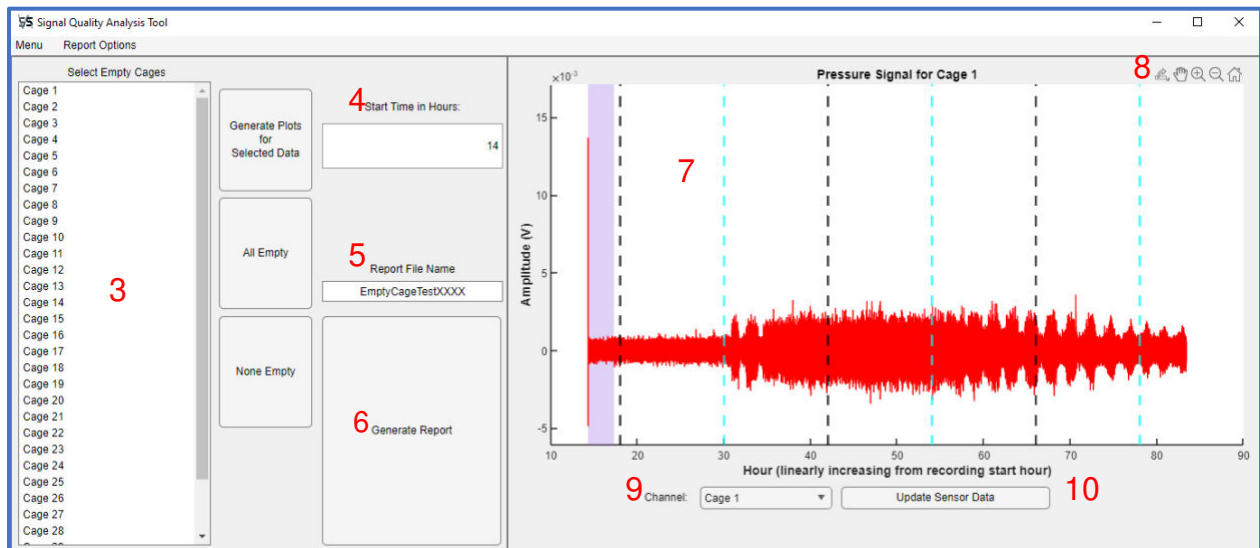 Signal Quality Analysis Tool
Menu Report Options
Select Empty Cages
Cage 1
Cage 2
Cage 3
Cage 4
Cage 5
Cage 6
Cage 7
Cage 8
Cage 9
Cage 10
Cage 11
Cage 12
Cage 13
Cage 14
Cage 15
Cage 16
Cage 17
Cage 18
Cage 19
Cage 20
Cage 21
Cage 22
Cage 23
Cage 24
Cage 25
Cage 26
Cage 27
Cage 28
3
Generate Plots
for
Selected Data
All Empty
None Empty
4
Start Time in Hours:
14
5
Report File Name
EmptyCageTestXXXX
6
Generate Report
×10⁻³
Pressure Signal for Cage 1
8
7
15
10
5
0
-5
Amplitude (V)
10 20 30 40 50 60 70 80 90
Hour (linearly increasing from recording start hour)
9
Channel: Cage 1
Update Sensor Data
10